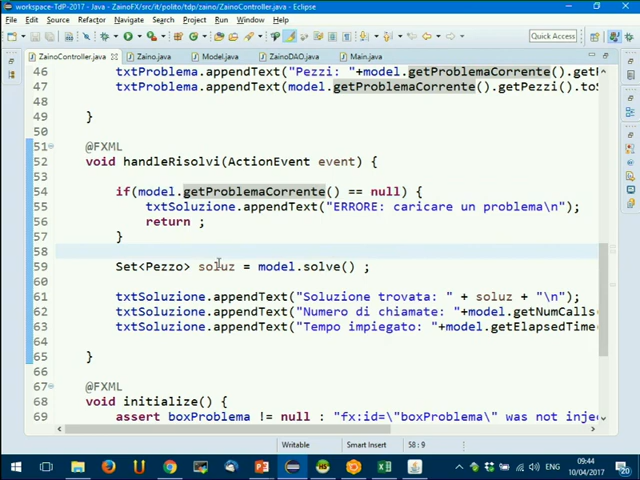 workspace-TdP-2017 - Java - ZainoFX/src/it/polito/tdp/zaino/ZainoController.java - Eclipse
File Edit Source Refactor Navigate Search Project Run Window Help
Quick Access
ZainoController.java Zaino.java Model.java ZainoDAO.java Main.java
46 txtProblema.appendText("Pezzi: "+model.getProblemaCorrente().getP
47 txtProblema.appendText(model.getProblemaCorrente().getPezzi().toS
48
49 }
50
51 @FXML
52 void handleRisolvi(ActionEvent event) {
53
54 if(model.getProblemaCorrente() == null) {
55 txtSoluzione.appendText("ERRORE: caricare un problema\n");
56 return ;
57 }
58
59 Set<Pezzo> soluz = model.solve() ;
60
61 txtSoluzione.appendText("Soluzione trovata: " + soluz + "\n");
62 txtSoluzione.appendText("Numero di chiamate: "+model.getNumCalls
63 txtSoluzione.appendText("Tempo impiegato: "+model.getElapsedTime
64
65 }
66
67 @FXML
68 void initialize() {
69 assert boxProblema != null : "fx:id=\"boxProblema\" was not inje
Writable Smart Insert 58 : 9
09:44
10/04/2017
20